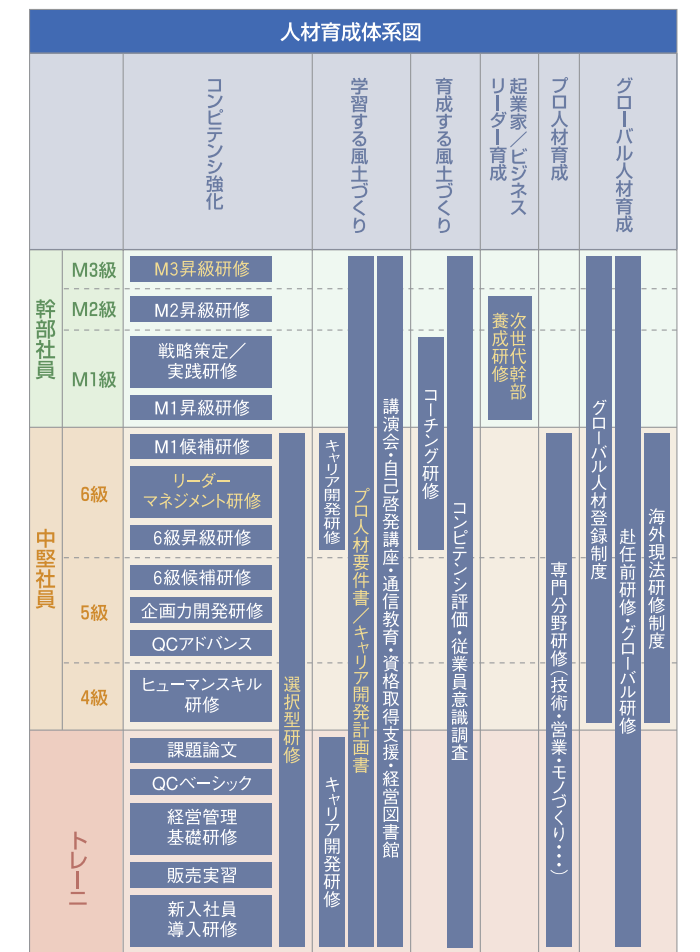 人材育成体系図
コンピテンシ強化
学習する風土づくり
育成する風土づくり
起業家／ビジネス
リーダー育成
プロ人材育成
グローバル人材育成
幹部社員
M3級
M2級
M1級
中堅社員
6級
5級
4級
トレーニ
M3昇級研修
M2昇級研修
戦略策定／
実践研修
M1昇級研修
M1候補研修
リーダー
マネジメント研修
6級昇級研修
6級候補研修
企画力開発研修
QCアドバンス
ヒューマンスキル
研修
課題論文
QCベーシック
経営管理
基礎研修
販売実習
新入社員
導入研修
選択型研修
キャリア開発研修
キャリア開発研修
プロ人材要件書／キャリア開発計画書
講演会・自己啓発講座・通信教育・資格取得支援・経営図書館
コーチング研修
コンピテンシ評価・従業員意識調査
次世代幹部
養成研修
専門分野研修（技術・営業・モノづくり・・・）
グローバル人材登録制度
赴任前研修・グローバル研修
海外現法研修制度